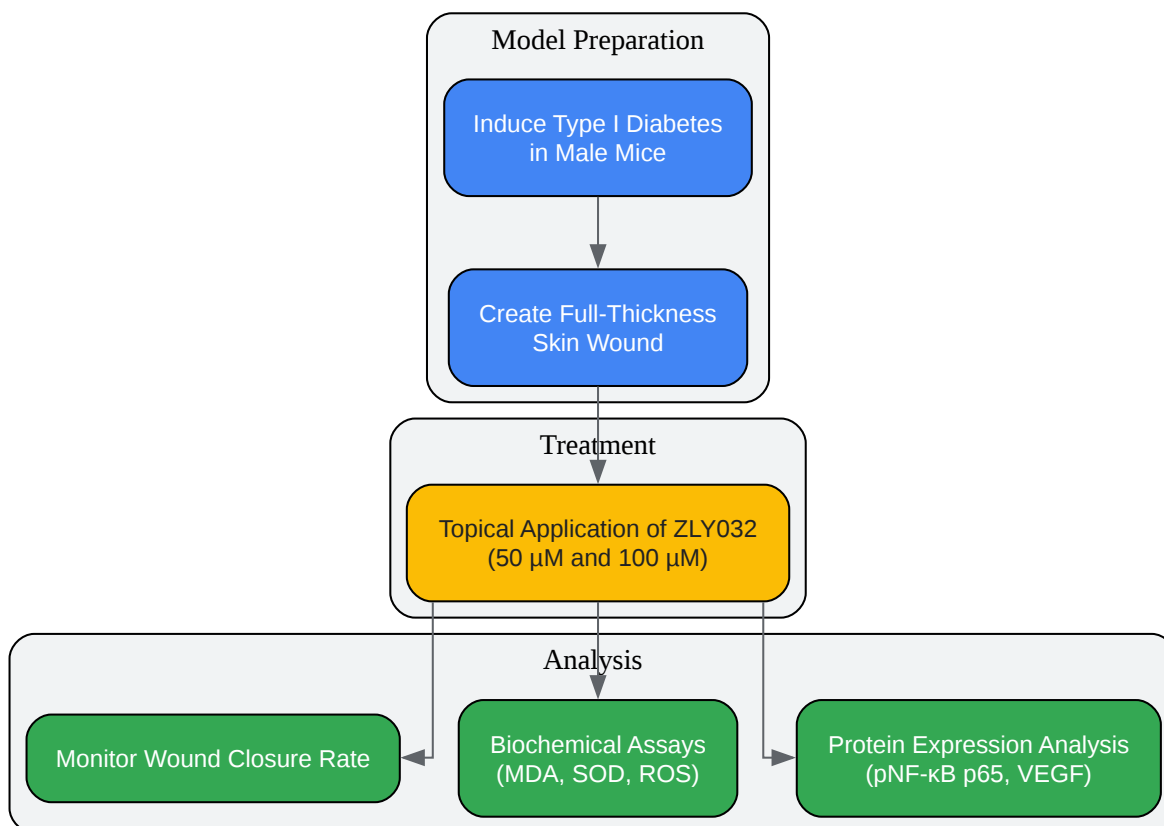 Model Preparation
Induce Type I Diabetes
in Male Mice
Create Full-Thickness
Skin Wound
Treatment
Topical Application of ZLY032
(50 µM and 100 µM)
Analysis
Monitor Wound Closure Rate
Biochemical Assays
(MDA, SOD, ROS)
Protein Expression Analysis
(pNF-κB p65, VEGF)